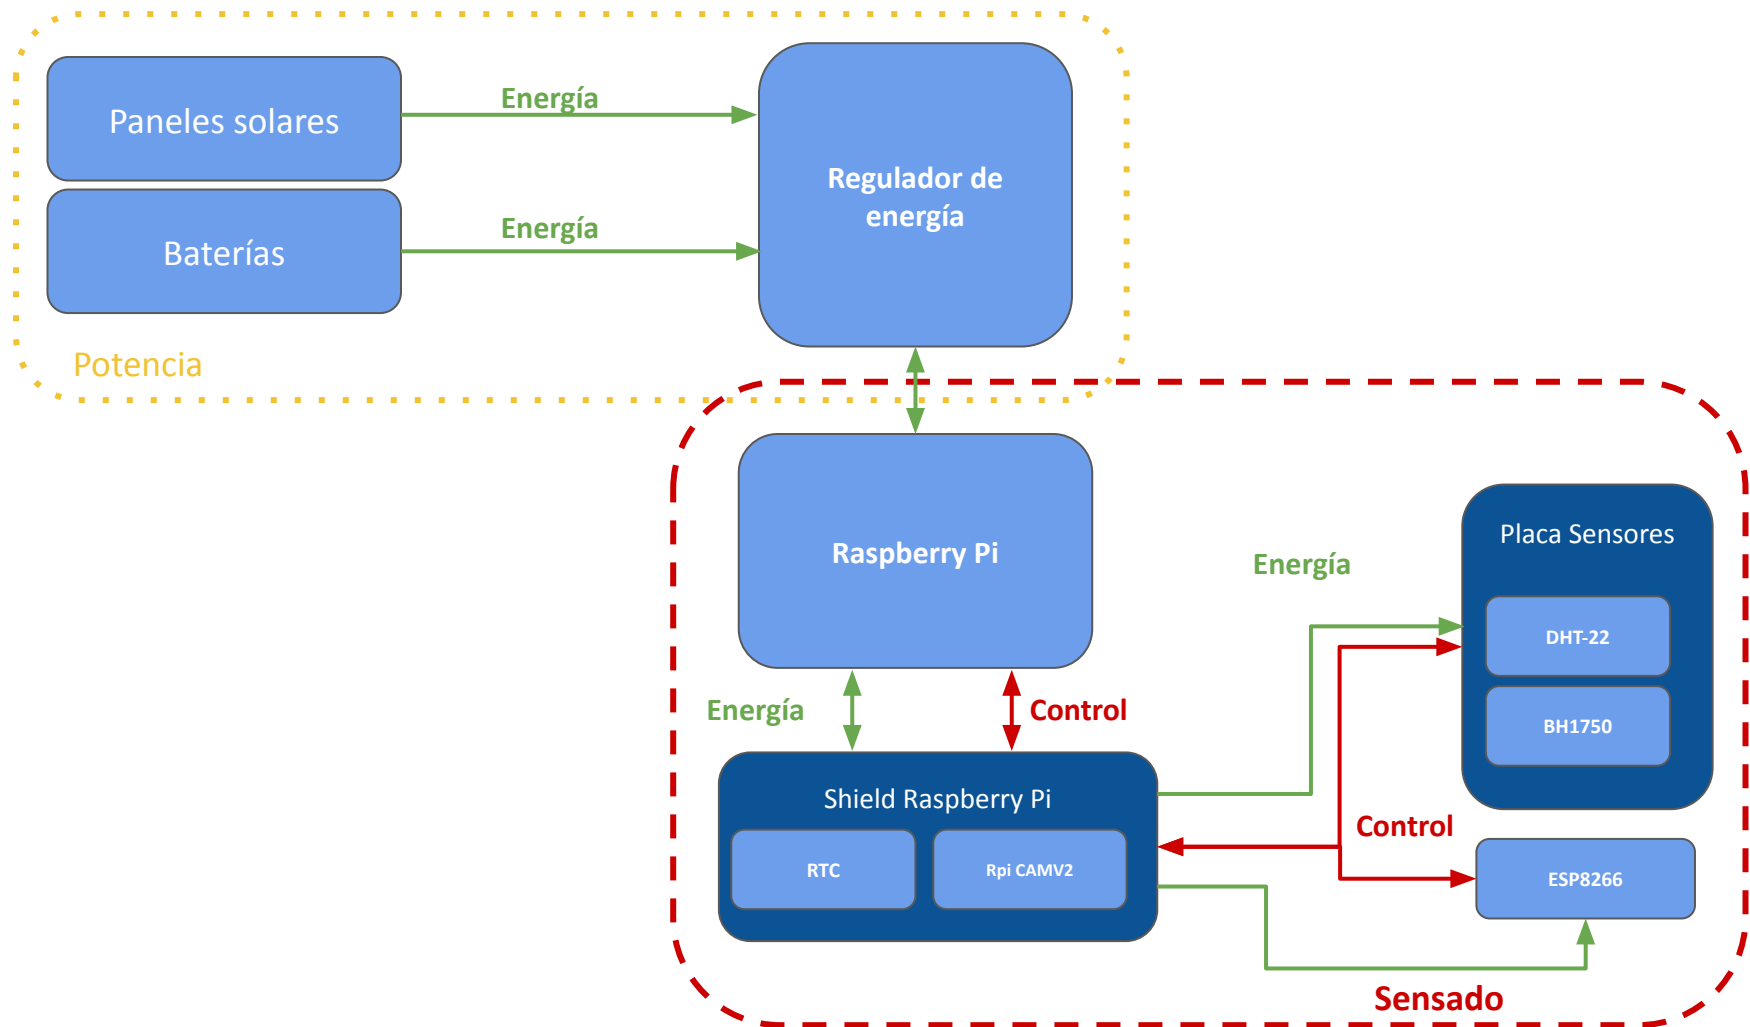 Paneles solares
Energía
Regulador de
energía
Baterías
Energía
Potencia
Raspberry Pi
Energía
Control
Shield Raspberry Pi
RTC
Rpi CAMV2
Energía
Placa Sensores
DHT-22
BH1750
Control
ESP8266
Sensado